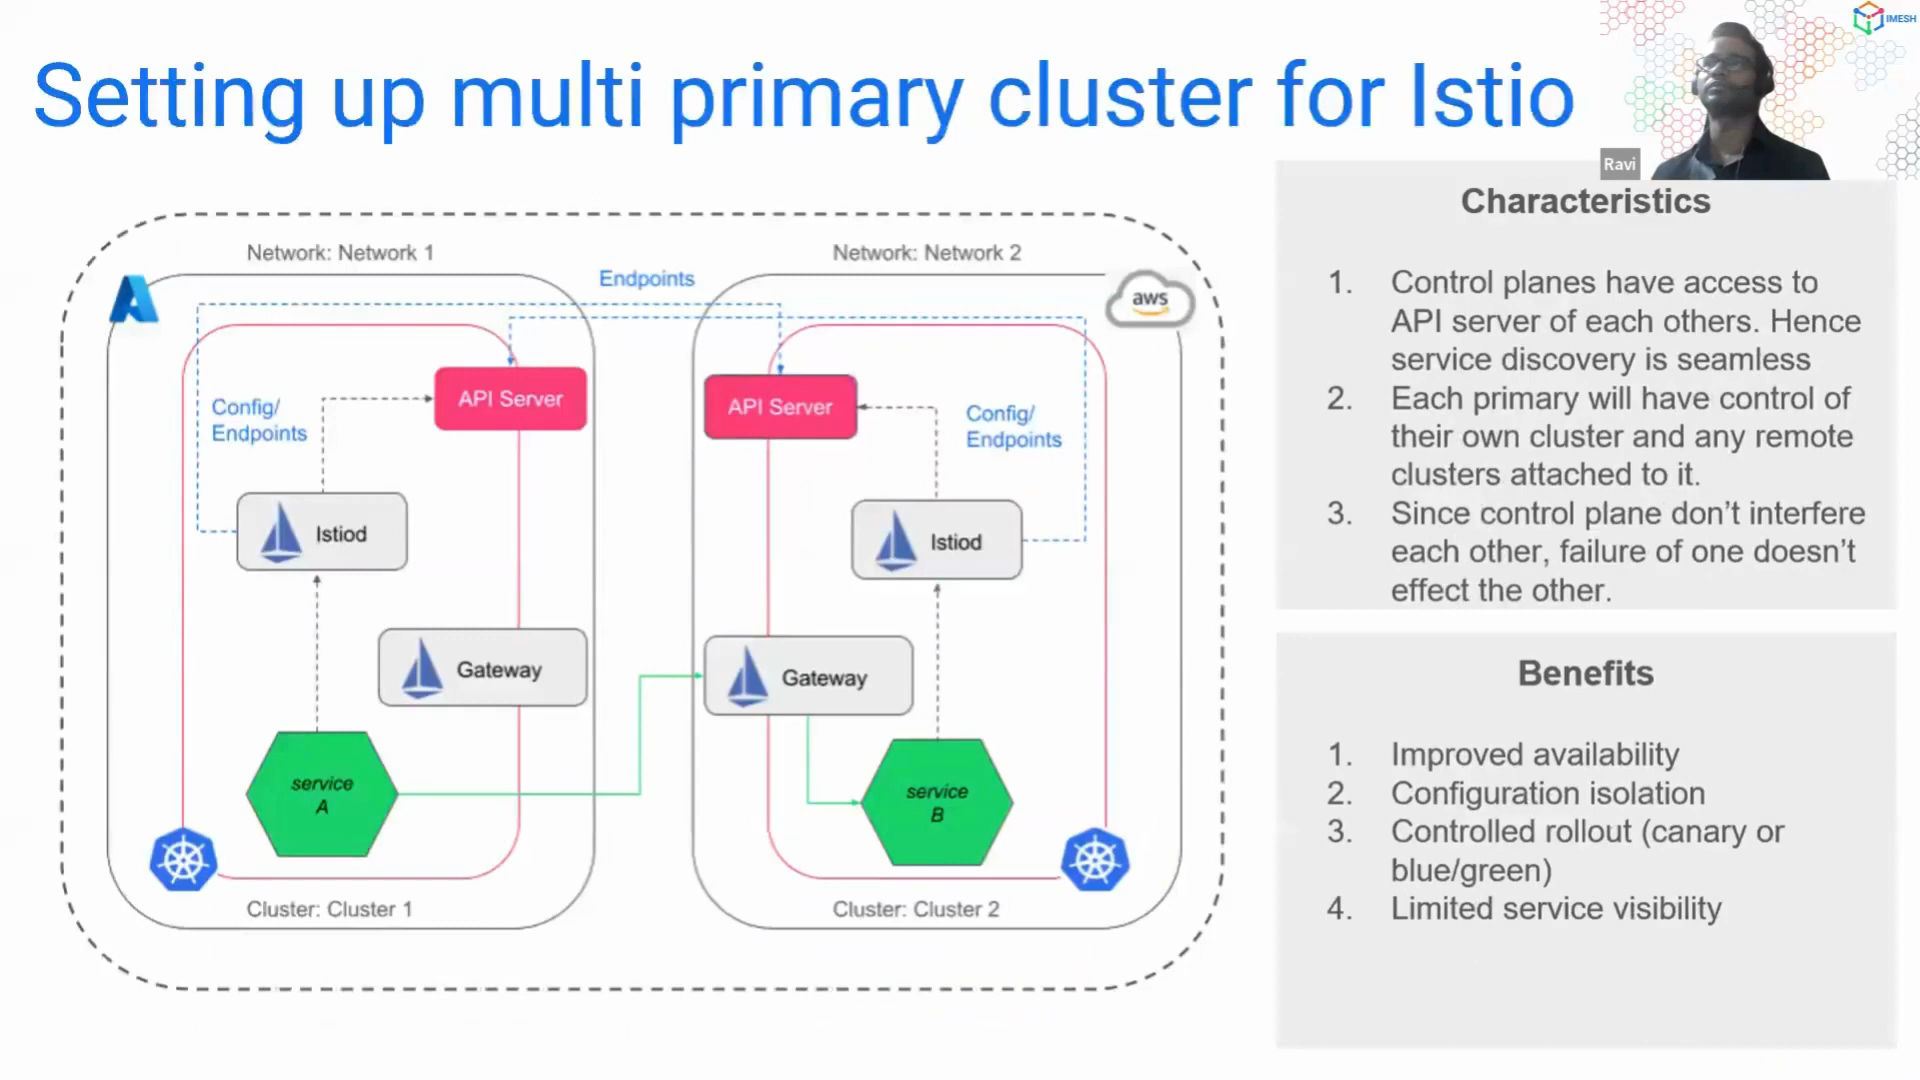 Setting up multi primary cluster for Istio
IMESH
Ravi
Network: Network 1
Network: Network 2
Endpoints
aws
API Server
API Server
Config/
Endpoints
Config/
Endpoints
Istiod
Istiod
Gateway
Gateway
service
A
service
B
Cluster: Cluster 1
Cluster: Cluster 2
Characteristics
1. Control planes have access to
API server of each others. Hence
service discovery is seamless
2. Each primary will have control of
their own cluster and any remote
clusters attached to it.
3. Since control plane don’t interfere
each other, failure of one doesn’t
effect the other.
Benefits
1. Improved availability
2. Configuration isolation
3. Controlled rollout (canary or
blue/green)
4. Limited service visibility